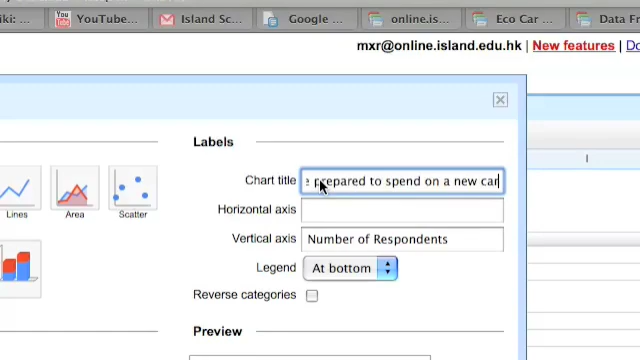 iki: ... YouTube... Island Sc... Google ... online.is... Eco Car ... Data Fr
mxr@online.island.edu.hk | New features | Do
Labels
Chart title e prepared to spend on a new car
Horizontal axis
Vertical axis Number of Respondents
Legend At bottom
Reverse categories
Preview
Lines Area Scatter
I